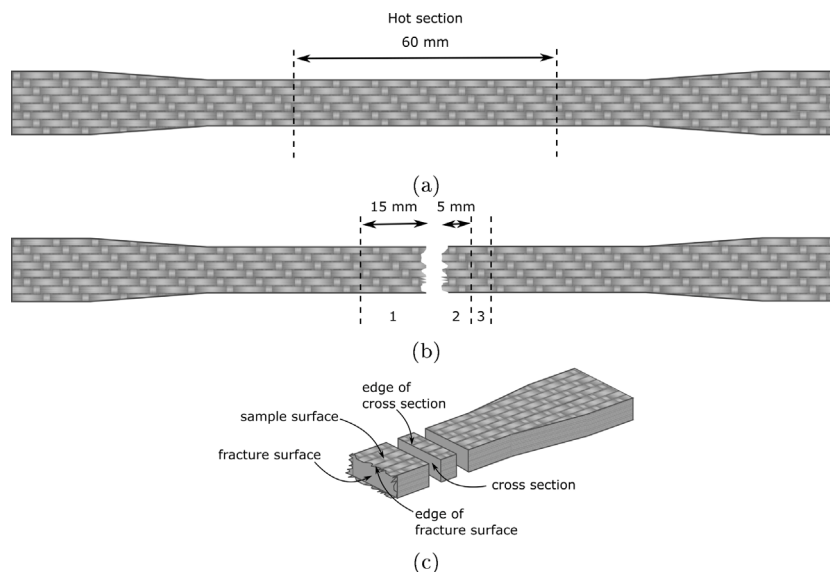 Hot section
60 mm
(a)
15 mm
5 mm
1
2
3
(b)
edge of
cross section
sample surface
fracture surface
cross section
edge of
fracture surface
(c)